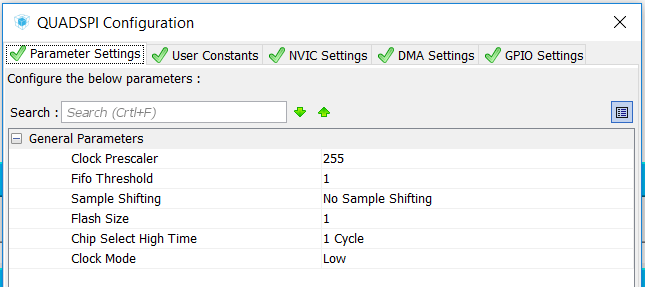 QUADSPI Configuration
Parameter Settings User Constants NVIC Settings DMA Settings GPIO Settings
Configure the below parameters :
Search : Search (Crtl+F)
General Parameters
Clock Prescaler 255
Fifo Threshold 1
Sample Shifting No Sample Shifting
Flash Size 1
Chip Select High Time 1 Cycle
Clock Mode Low